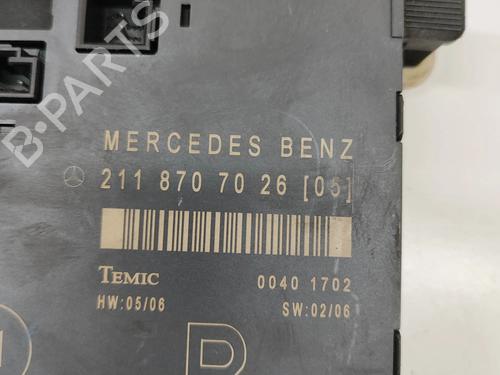 B-PARTS
MERCEDES BENZ
211 870 70 26 [05]
TEMIC 0040 1702
HW:05/06 SW:02/06
D